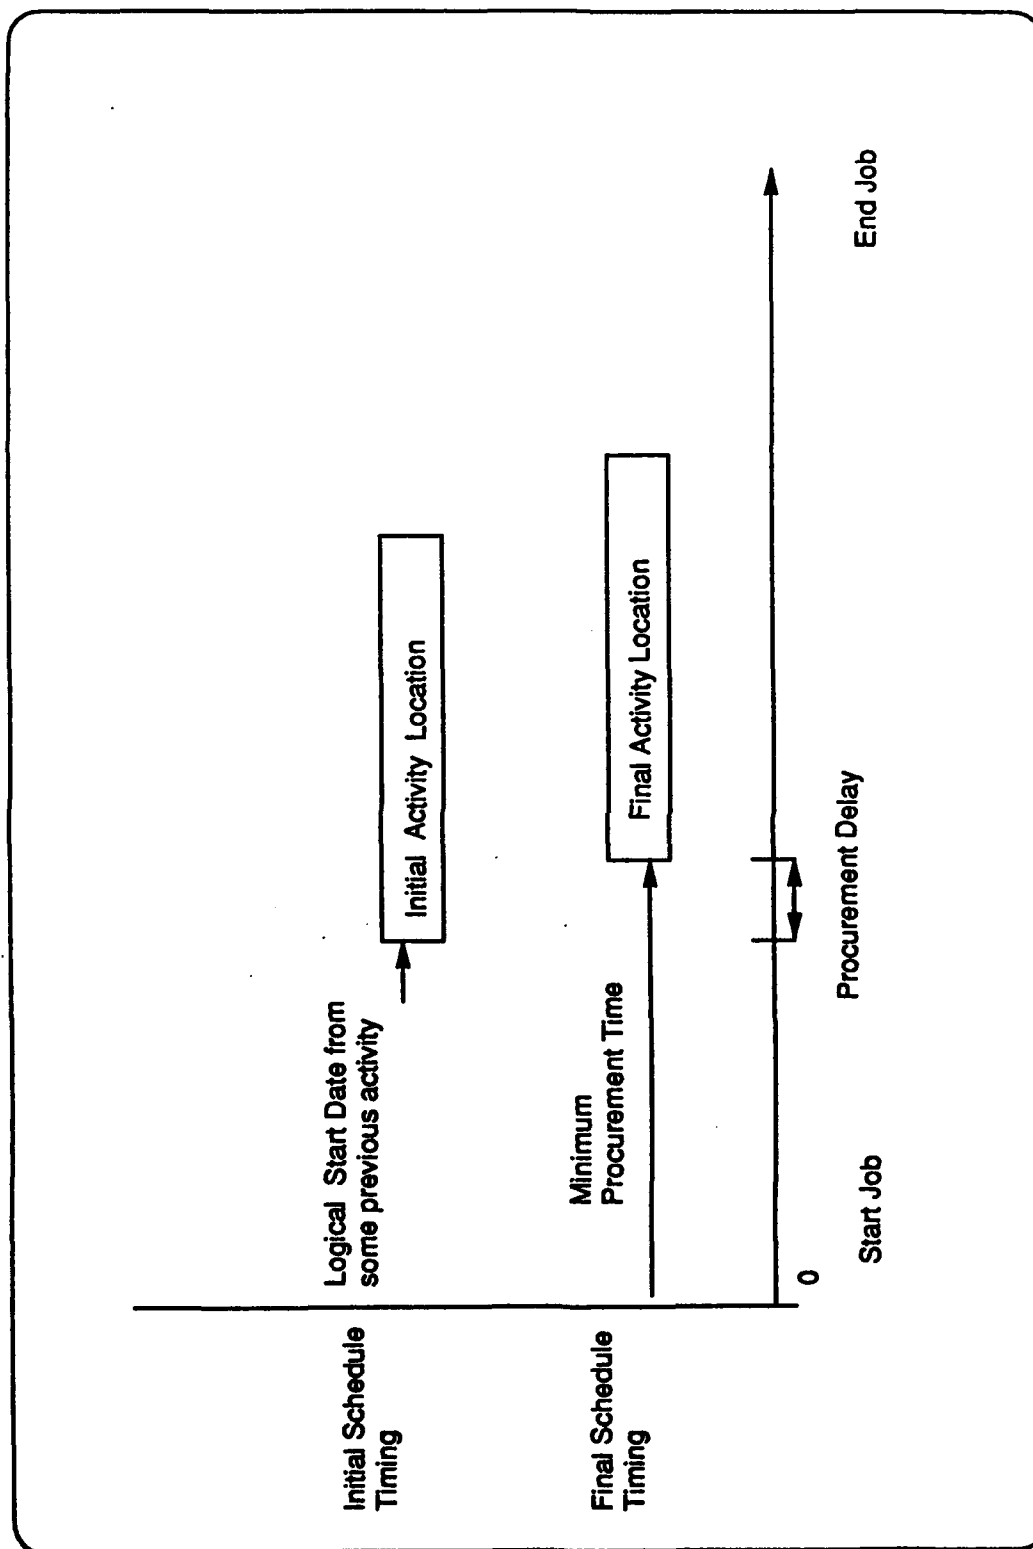 Initial Schedule
Timing
Logical Start Date from
some previous activity
Initial Activity Location
Final Schedule
Timing
Minimum
Procurement Time
Final Activity Location
0
Start Job
Procurement Delay
End Job